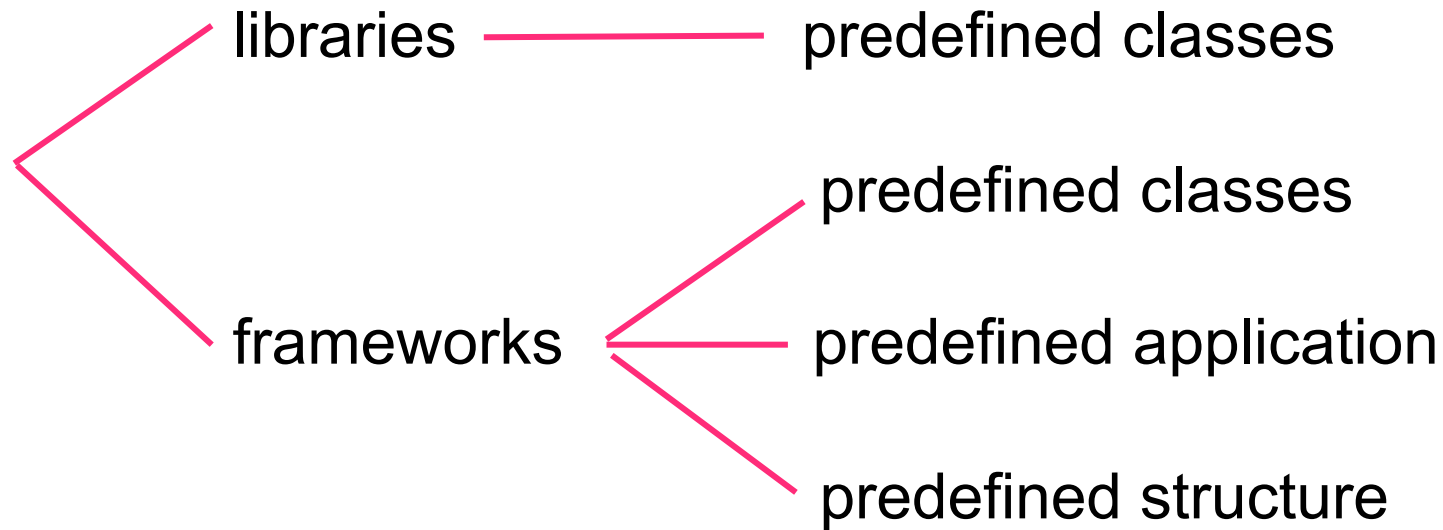 libraries
predefined classes
predefined classes
frameworks
predefined application
predefined structure